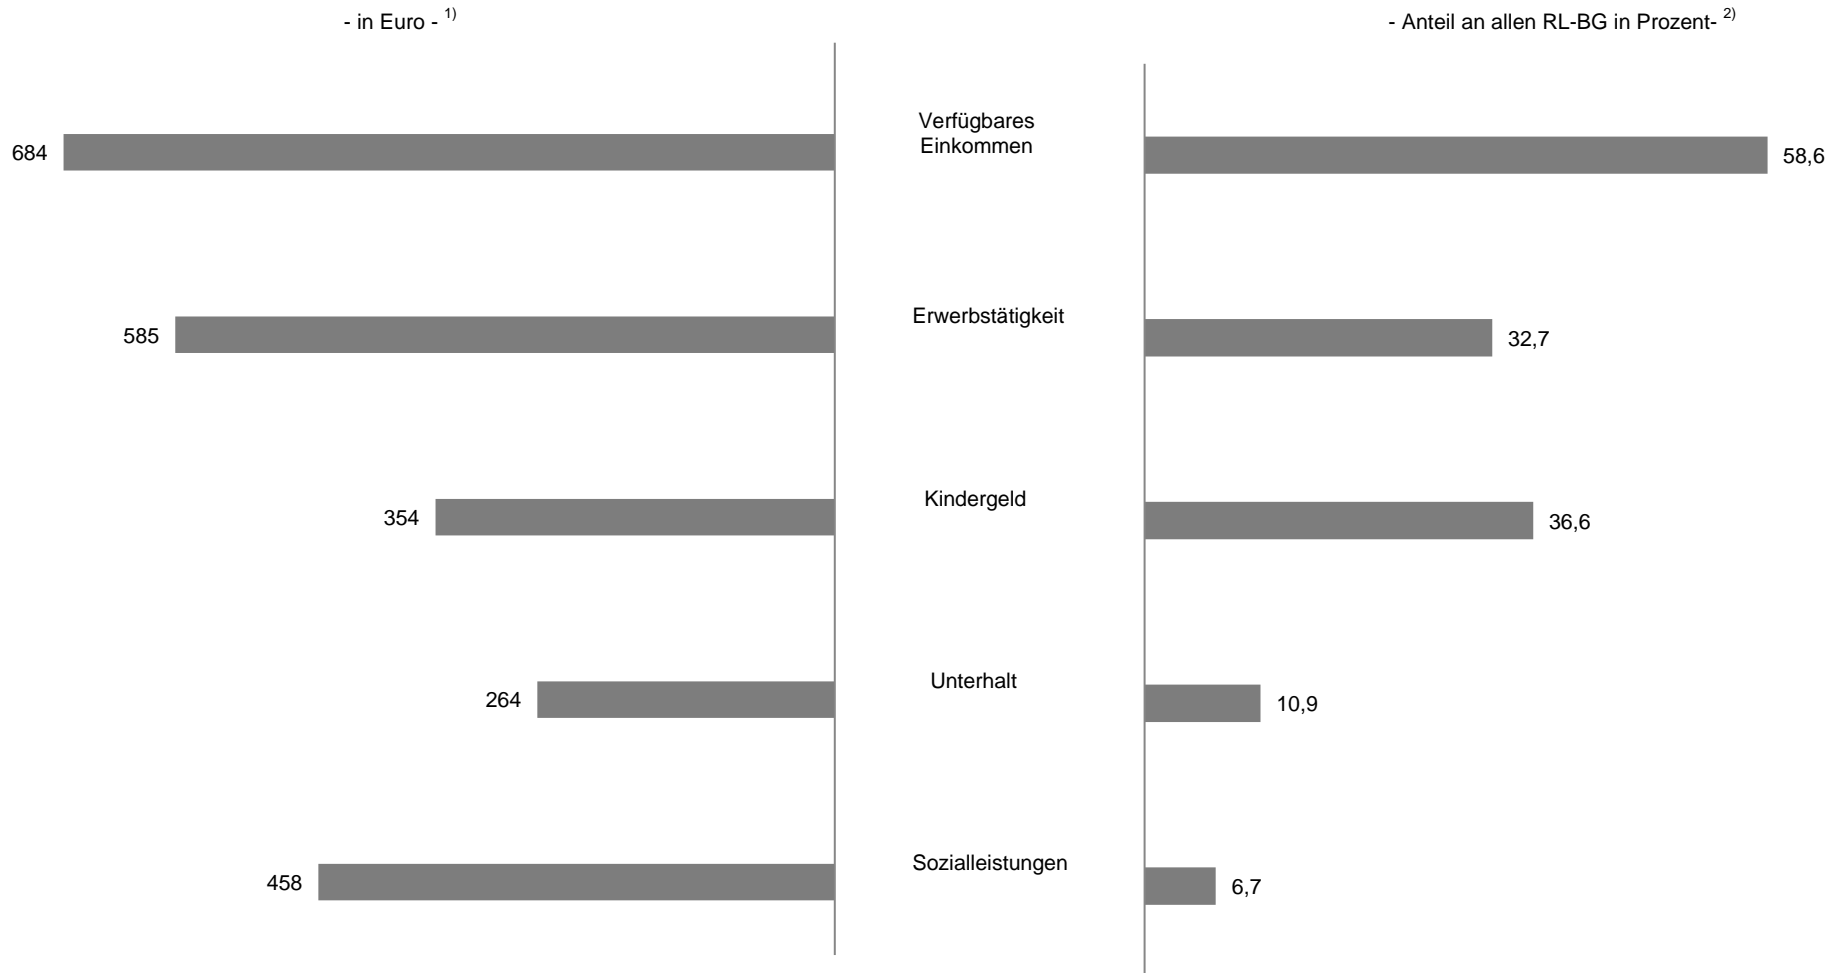 - in Euro - 1)
- Anteil an allen RL-BG in Prozent- 2)
Verfügbares
Einkommen
684
58,6
Erwerbstätigkeit
585
32,7
Kindergeld
354
36,6
Unterhalt
264
10,9
Sozialleistungen
458
6,7